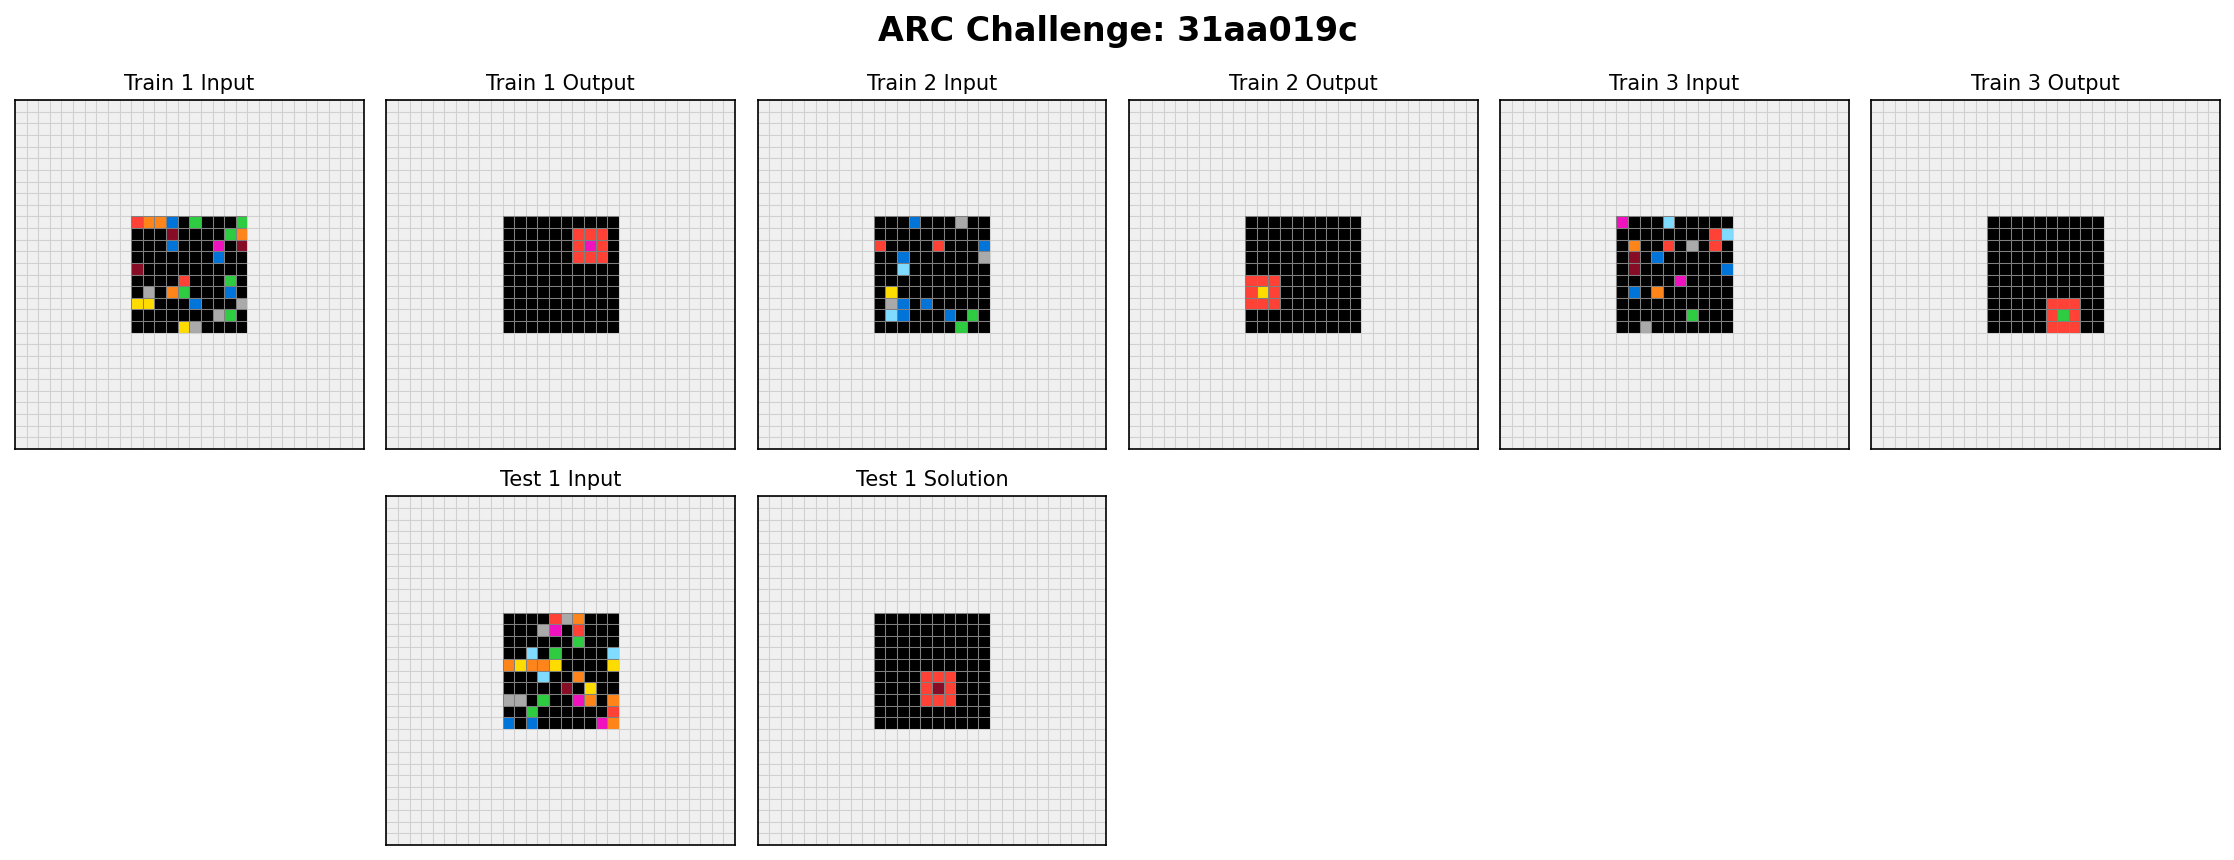 ARC Challenge: 31aa019c
Train 1 Input
Train 1 Output
Train 2 Input
Train 2 Output
Train 3 Input
Train 3 Output
Test 1 Input
Test 1 Solution